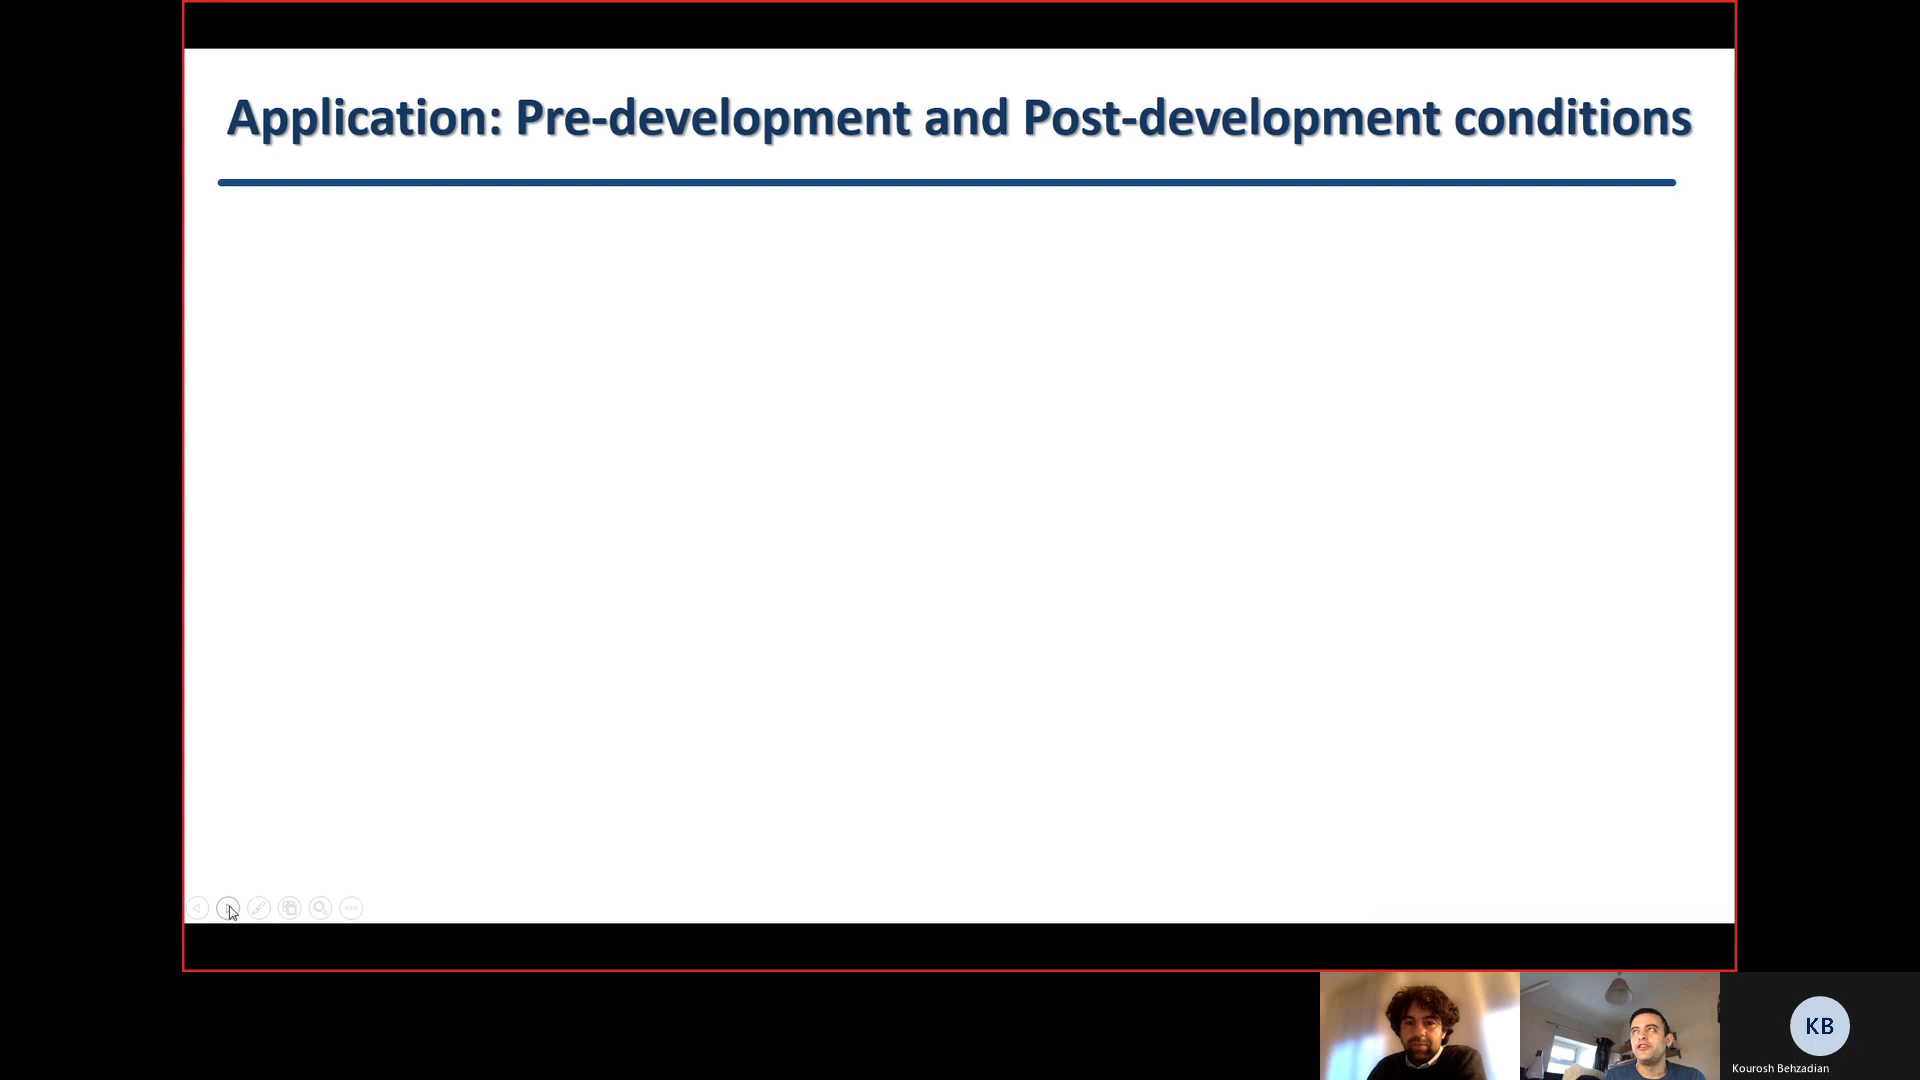 Application: Pre-development and Post-development conditions
KB
Kourosh Behzadian